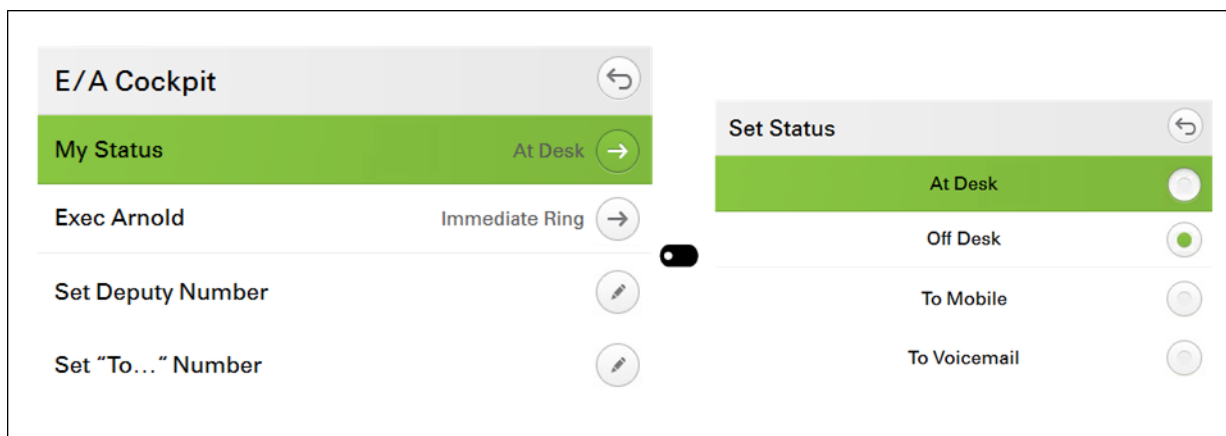 E/A Cockpit
My Status At Desk
Exec Arnold Immediate Ring
Set Deputy Number
Set “To…“ Number
Set Status
At Desk
Off Desk
To Mobile
To Voicemail